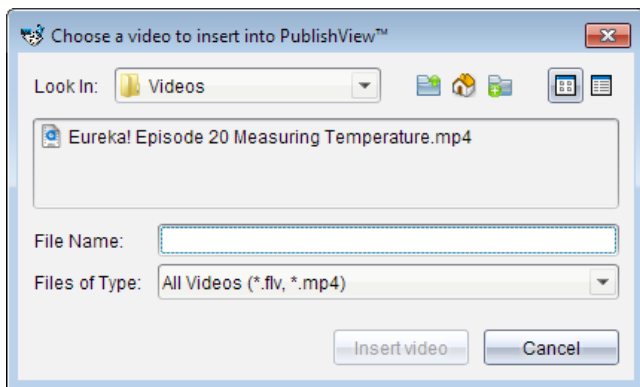 Choose a video to insert into PublishView™
Look In: Videos
Eureka! Episode 20 Measuring Temperature.mp4
File Name:
Files of Type: All Videos (*.flv, *.mp4)
Insert video Cancel